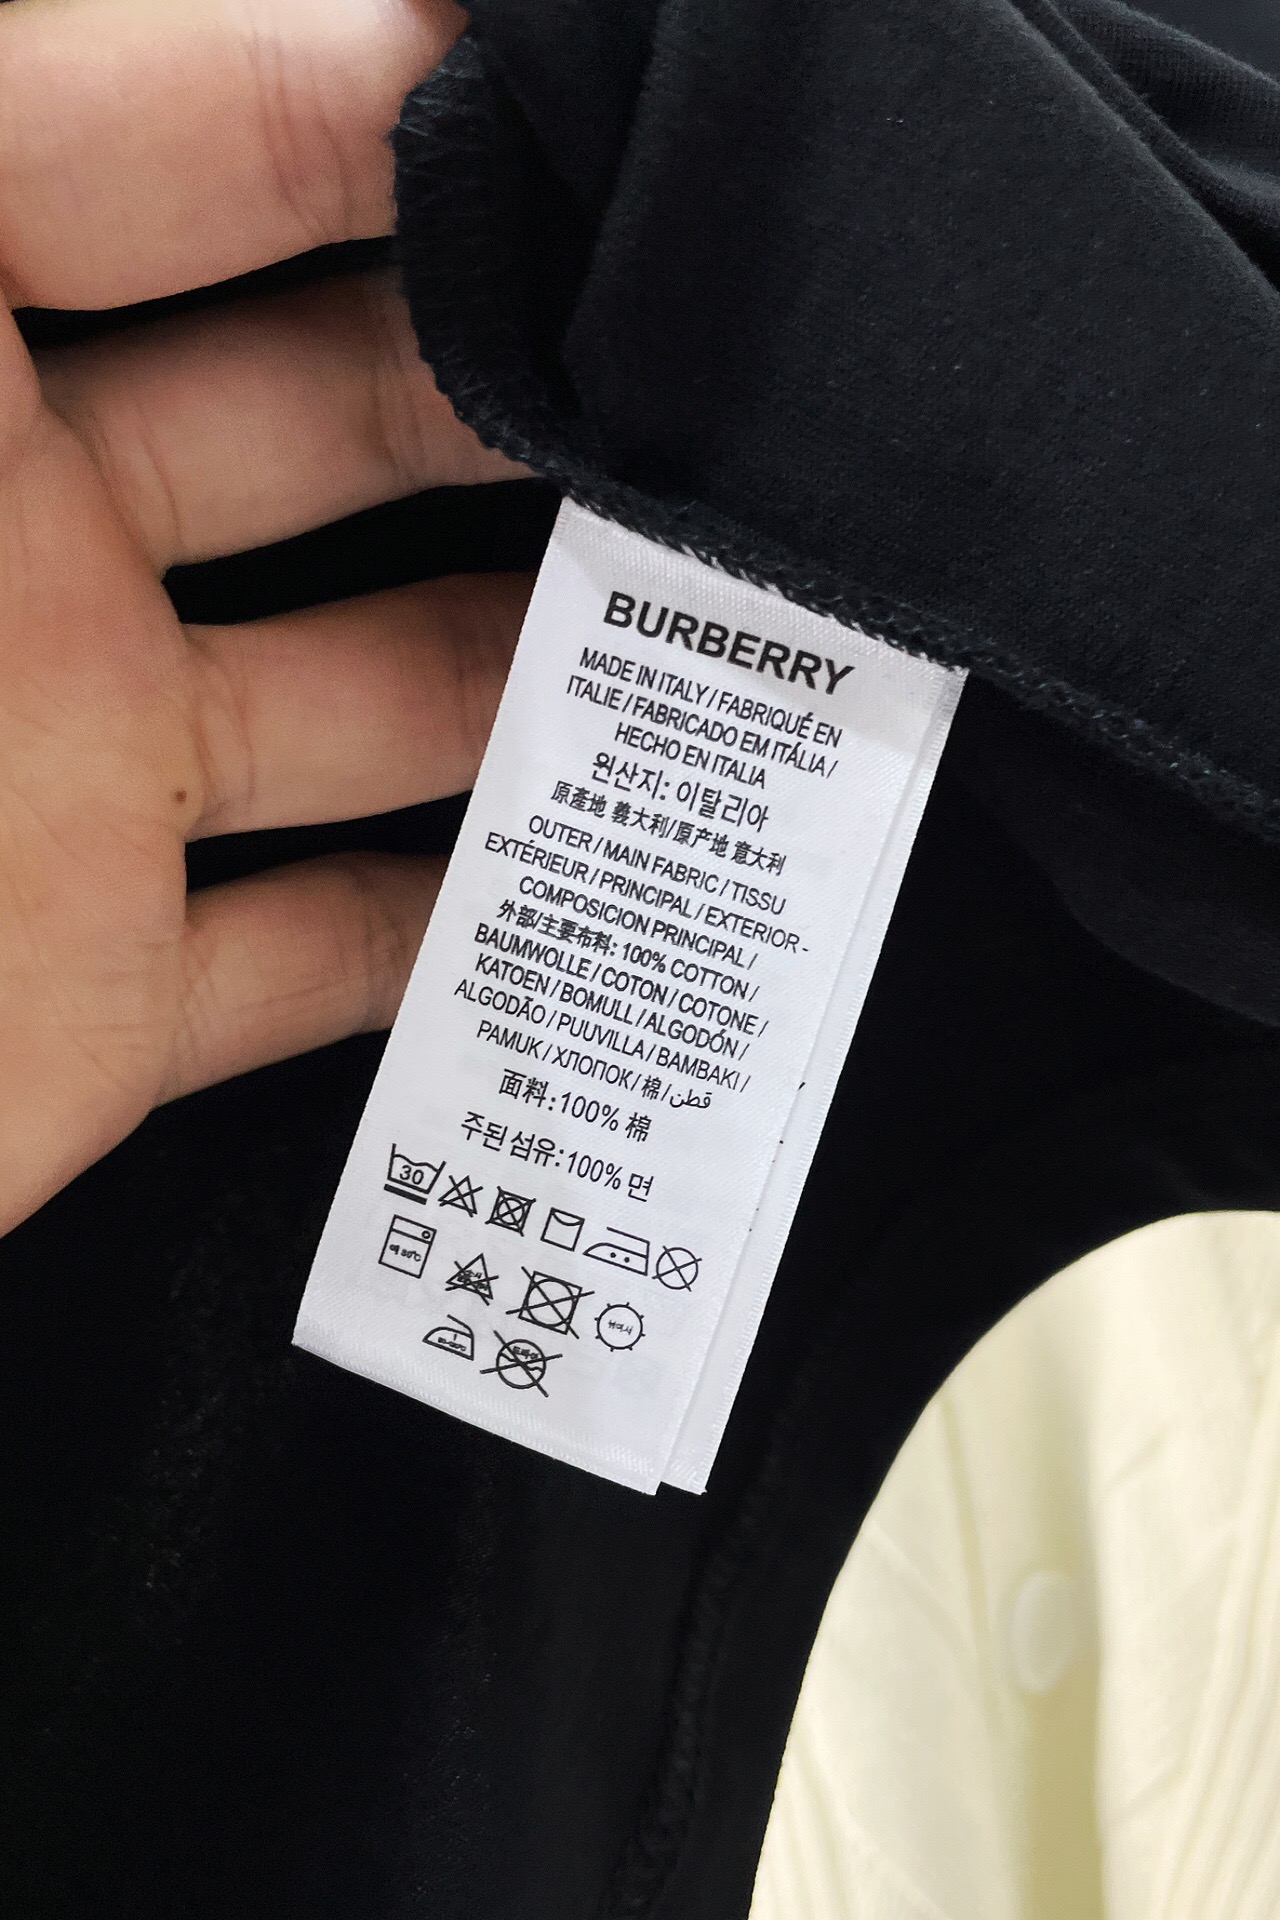 BURBERRY
MADE IN ITALY / FABRIQUÉ EN
ITALIE / FABRICADO EM ITÁLIA /
HECHO EN ITALIA
원산지: 이탈리아
原產地 義大利/原产地 意大利
OUTER / MAIN FABRIC / TISSU
EXTÉRIEUR / PRINCIPAL / EXTERIOR -
COMPOSICION PRINCIPAL /
外部/主要布料: 100% COTTON /
BAUMWOLLE / COTON / COTONE /
KATOEN / BOMULL / ALGODÓN /
ALGODÃO / PUUVILLA / BAMBAKI /
PAMUK / ХЛОПОК / 棉 / قطن
面料:100% 棉
주된 섬유:100% 면
30